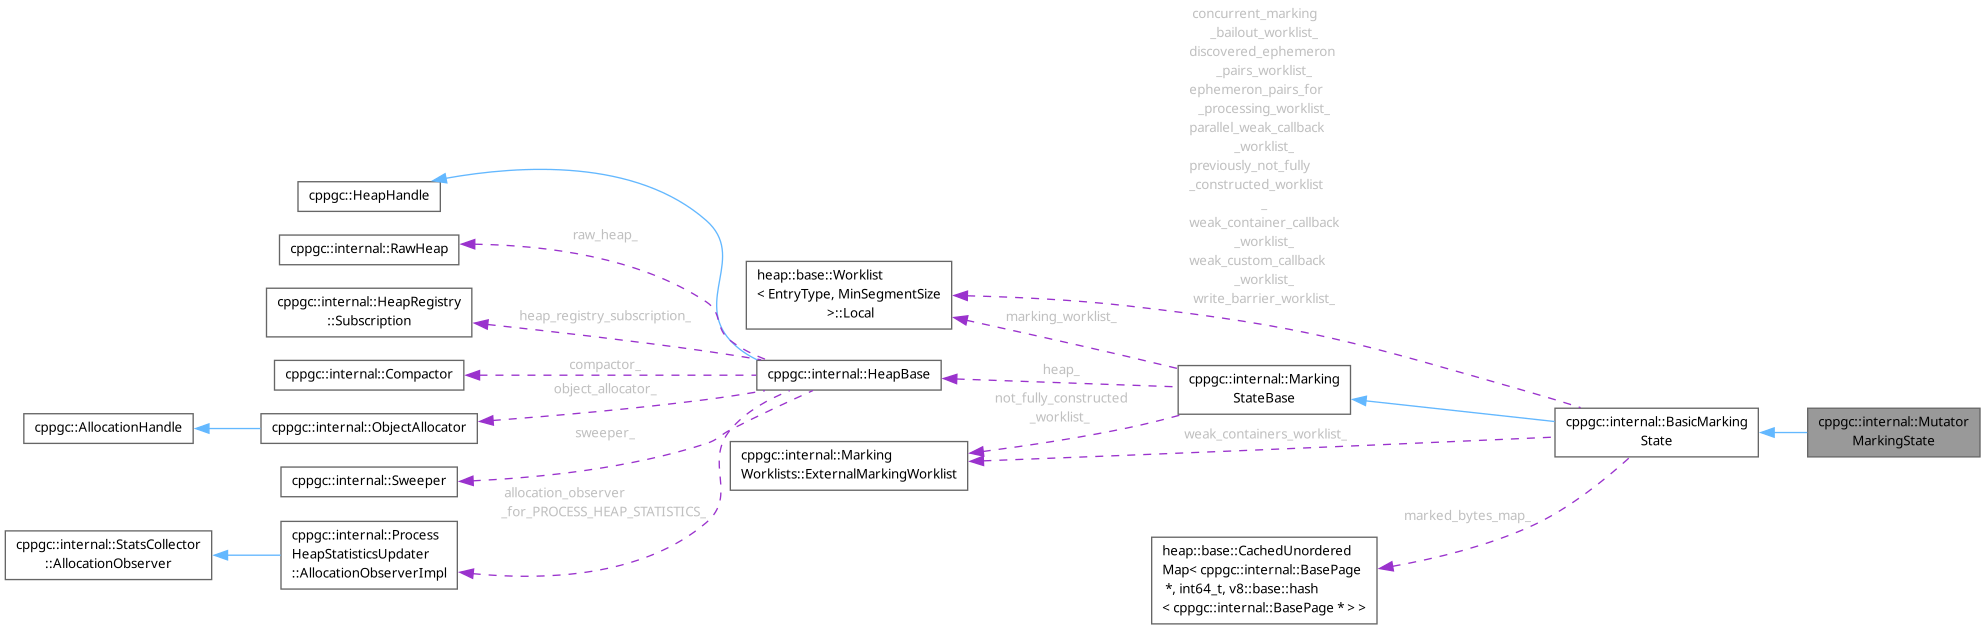 concurrent_marking
_bailout_worklist_
discovered_ephemeron
_pairs_worklist_
ephemeron_pairs_for
_processing_worklist_
parallel_weak_callback
_worklist_
previously_not_fully
_constructed_worklist
_
weak_container_callback
_worklist_
weak_custom_callback
_worklist_
write_barrier_worklist_
cppgc::HeapHandle
raw_heap_
cppgc::internal::RawHeap
heap::base::Worklist
< EntryType, MinSegmentSize
>::Local
cppgc::internal::HeapRegistry
::Subscription
heap_registry_subscription_
marking_worklist_
compactor_
cppgc::internal::Compactor
cppgc::internal::HeapBase
heap_
cppgc::internal::Marking
StateBase
object_allocator_
not_fully_constructed
_worklist_
cppgc::AllocationHandle
cppgc::internal::ObjectAllocator
sweeper_
weak_containers_worklist_
cppgc::internal::BasicMarking
State
cppgc::internal::Mutator
MarkingState
cppgc::internal::Marking
Worklists::ExternalMarkingWorklist
cppgc::internal::Sweeper
allocation_observer
_for_PROCESS_HEAP_STATISTICS_
marked_bytes_map_
cppgc::internal::StatsCollector
::AllocationObserver
cppgc::internal::Process
HeapStatisticsUpdater
::AllocationObserverImpl
heap::base::CachedUnordered
Map< cppgc::internal::BasePage
*, int64_t, v8::base::hash
< cppgc::internal::BasePage * > >